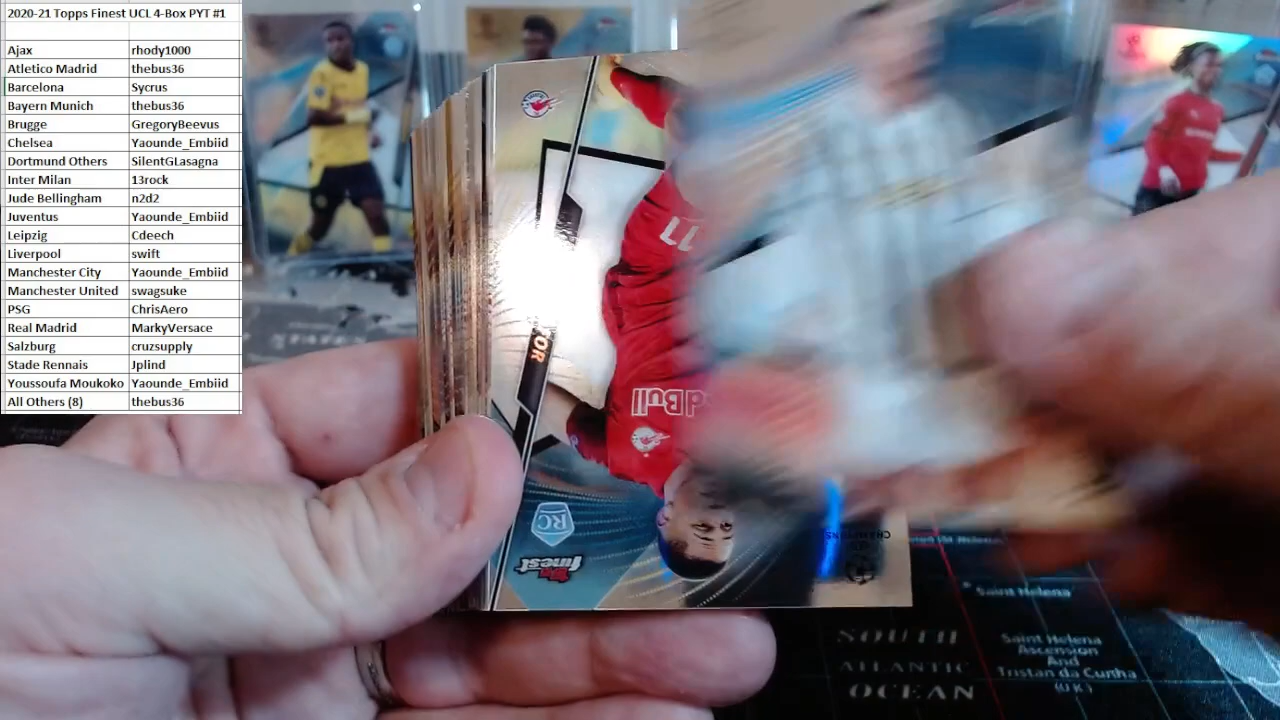 2020-21 Topps Finest UCL 4-Box PYT #1
Ajax rhody1000
Atletico Madrid thebus36
Barcelona Sycrus
Bayern Munich thebus36
Brugge GregoryBeevus
Chelsea Yaounde_Embiid
Dortmund Others SilentGLasagna
Inter Milan 13rock
Jude Bellingham n2d2
Juventus Yaounde_Embiid
Leipzig Cdeech
Liverpool swift
Manchester City Yaounde_Embiid
Manchester United swagsuke
PSG ChrisAero
Real Madrid MarkyVersace
Salzburg cruzsupply
Stade Rennais Jplind
Youssoufa Moukoko Yaounde_Embiid
All Others (8) thebus36
OR
RC
Finest
SOUTH
ATLANTIC
OCEAN
Saint Helena
Saint Helena
Ascension
And
Tristan da Cunha
(U.K.)